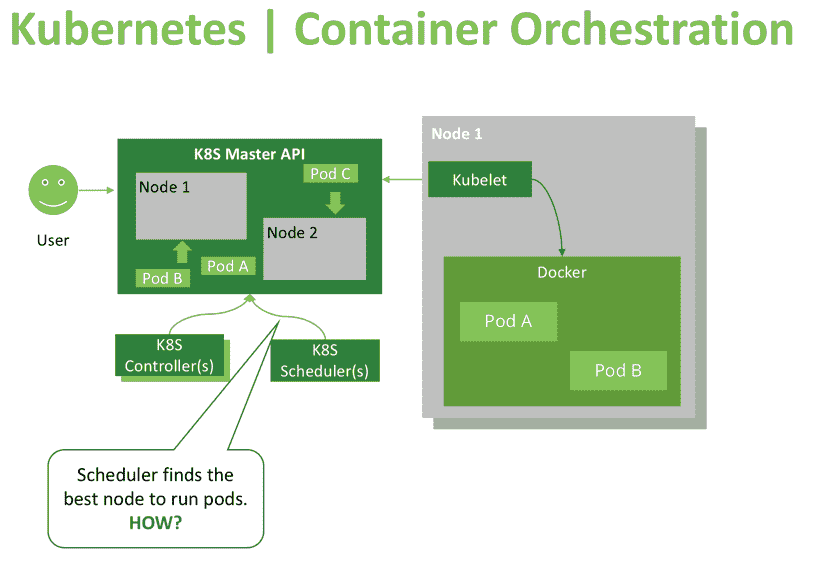 Kubernetes | Container Orchestration
User
K8S Master API
Node 1
Pod C
Node 2
Pod A
Pod B
K8S
Controller(s)
K8S
Scheduler(s)
Scheduler finds the
best node to run pods.
HOW?
Node 1
Kubelet
Docker
Pod A
Pod B